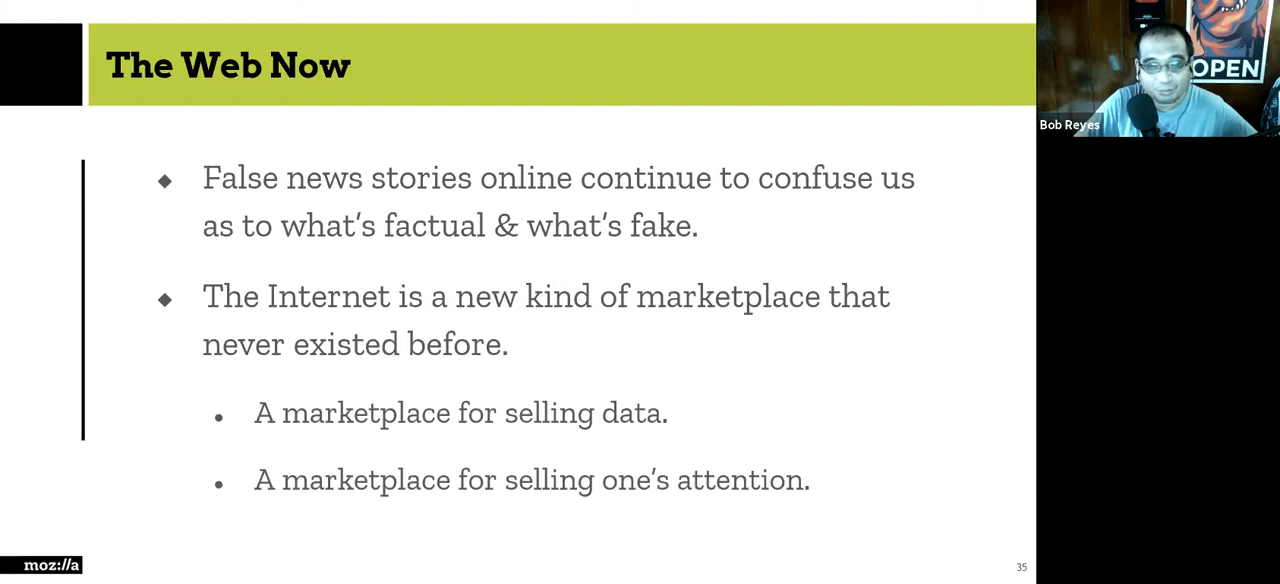 The Web Now
OPEN
Bob Reyes
False news stories online continue to confuse us
as to what's factual & what's fake.
The Internet is a new kind of marketplace that
never existed before.
A marketplace for selling data.
A marketplace for selling one's attention.
moz://a
35